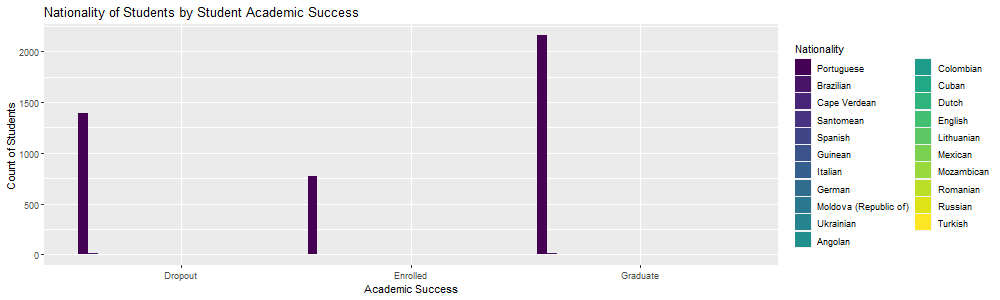 Nationality of Students by Student Academic Success
Count of Students
2000
1500
1000
500
0
Dropout
Enrolled
Graduate
Academic Success
Nationality
Portuguese
Brazilian
Cape Verdean
Santomean
Spanish
Guinean
Italian
German
Moldova (Republic of)
Ukrainian
Angolan
Colombian
Cuban
Dutch
English
Lithuanian
Mexican
Mozambican
Romanian
Russian
Turkish